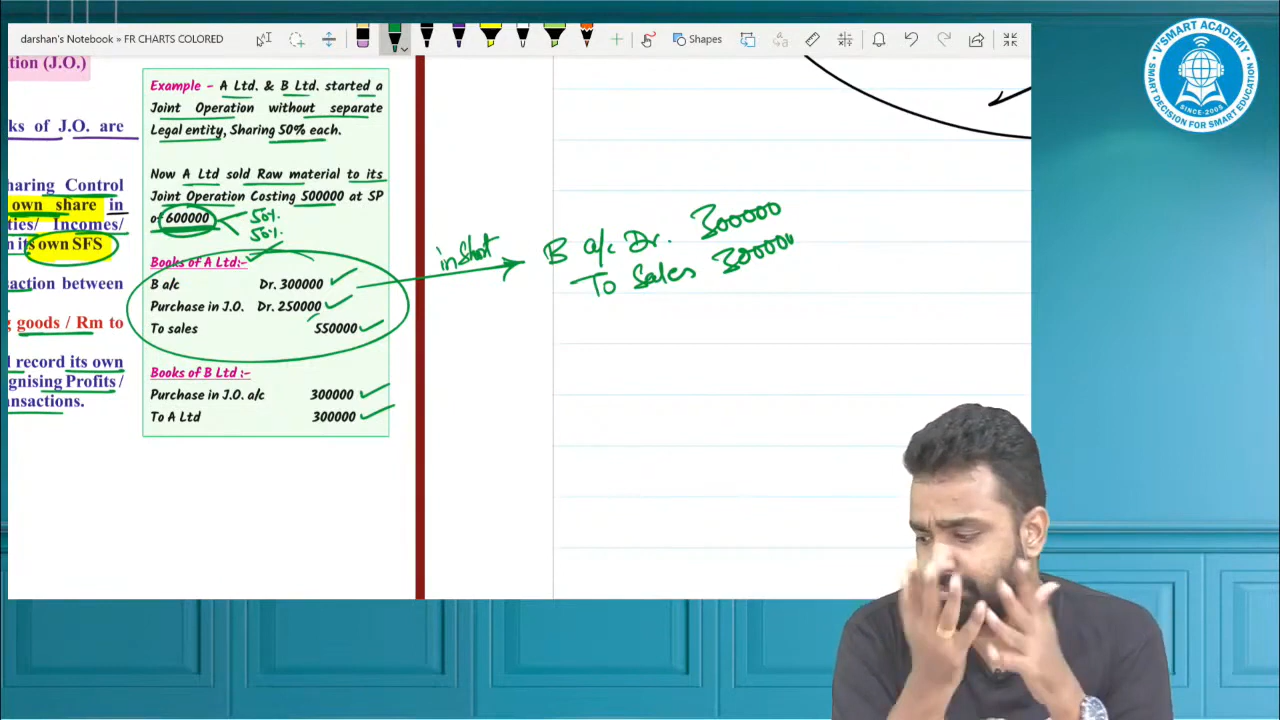 darshan's Notebook » FR CHARTS COLORED
Shapes
V'SMART ACADEMY
SINCE-2005
SMART DECISION FOR SMART EDUCATION
tion (J.O.)
ks of J.O. are
haring Control
own share in
ties/ Incomes/
n its own SFS
action between
g goods / Rm to
l record its own
gnising Profits /
ansactions.
Example - A Ltd. & B Ltd. started a
Joint Operation without separate
Legal entity, Sharing 50% each.
Now A Ltd sold Raw material to its
Joint Operation Costing 500000 at SP
of 600000
50%
50%
Books of A Ltd:-
B a/c Dr. 300000
Purchase in J.O. Dr. 250000
To sales 550000
Books of B Ltd :-
Purchase in J.O. a/c 300000
To A Ltd 300000
in short
B a/c Dr. 300000
To Sales 300000